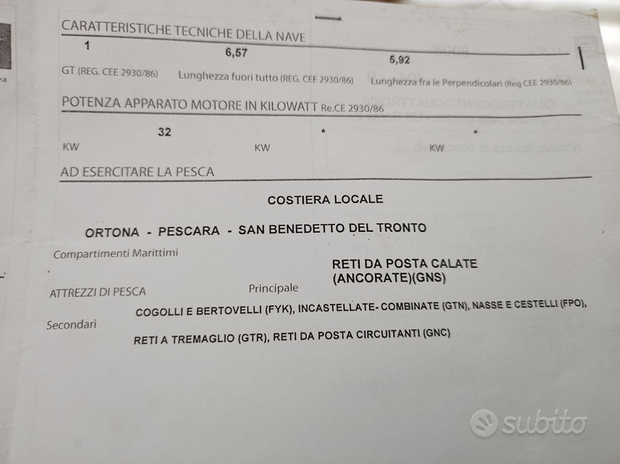 CARATTERISTICHE TECNICHE DELLA NAVE
1 6,57 5,92
GT (REG. CEE 2930/86) Lunghezza fuori tutto (REG. CEE 2930/86) Lunghezza fra le Perpendicolari (Reg CEE 2930/86)
POTENZA APPARATO MOTORE IN KILOWATT Re.CE 2930/86
32 * *
KW KW KW
AD ESERCITARE LA PESCA
COSTIERA LOCALE
ORTONA - PESCARA - SAN BENEDETTO DEL TRONTO
Compartimenti Marittimi
RETI DA POSTA CALATE
(ANCORATE)(GNS)
ATTREZZI DI PESCA Principale
COGOLLI E BERTOVELLI (FYK), INCASTELLATE- COMBINATE (GTN), NASSE E CESTELLI (FPO),
Secondari
RETI A TREMAGLIO (GTR), RETI DA POSTA CIRCUITANTI (GNC)
subito